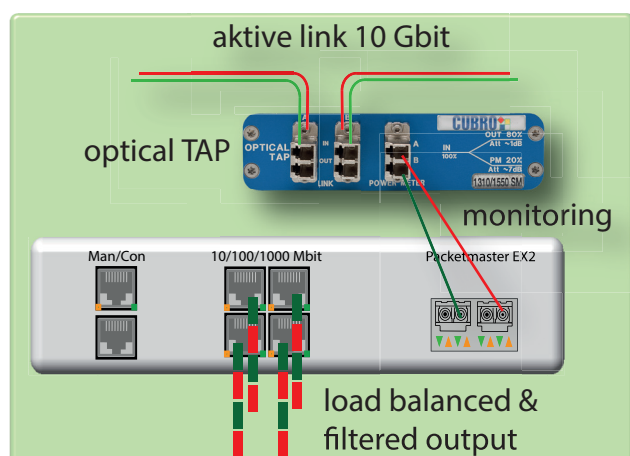 aktive link 10 Gbit
CUBRO
optical TAP
OPTICAL
TAP
IN
OUT
LINK
A
B
POWER METER
IN
100%
OUT 80%
Att ~1dB
PM 20%
Att ~7dB
1310/1550 SM
monitoring
Man/Con
10/100/1000 Mbit
Packetmaster EX2
load balanced &
filtered output